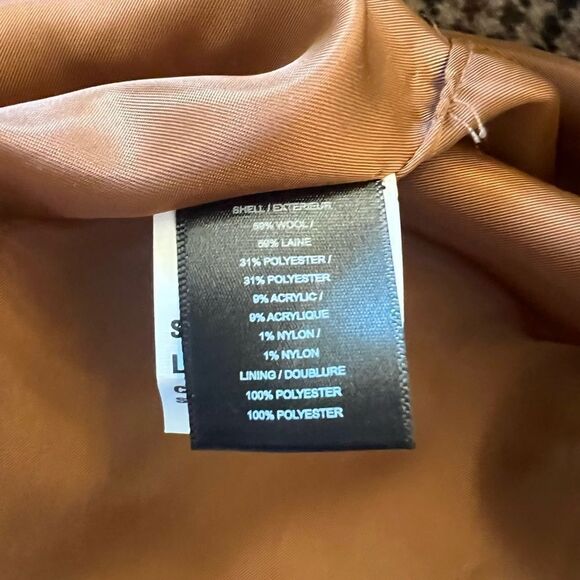 SHELL / EXTERIEUR
59% WOOL /
59% LAINE
31% POLYESTER /
31% POLYESTER
9% ACRYLIC /
9% ACRYLIQUE
1% NYLON /
1% NYLON
LINING / DOUBLURE
100% POLYESTER
100% POLYESTER